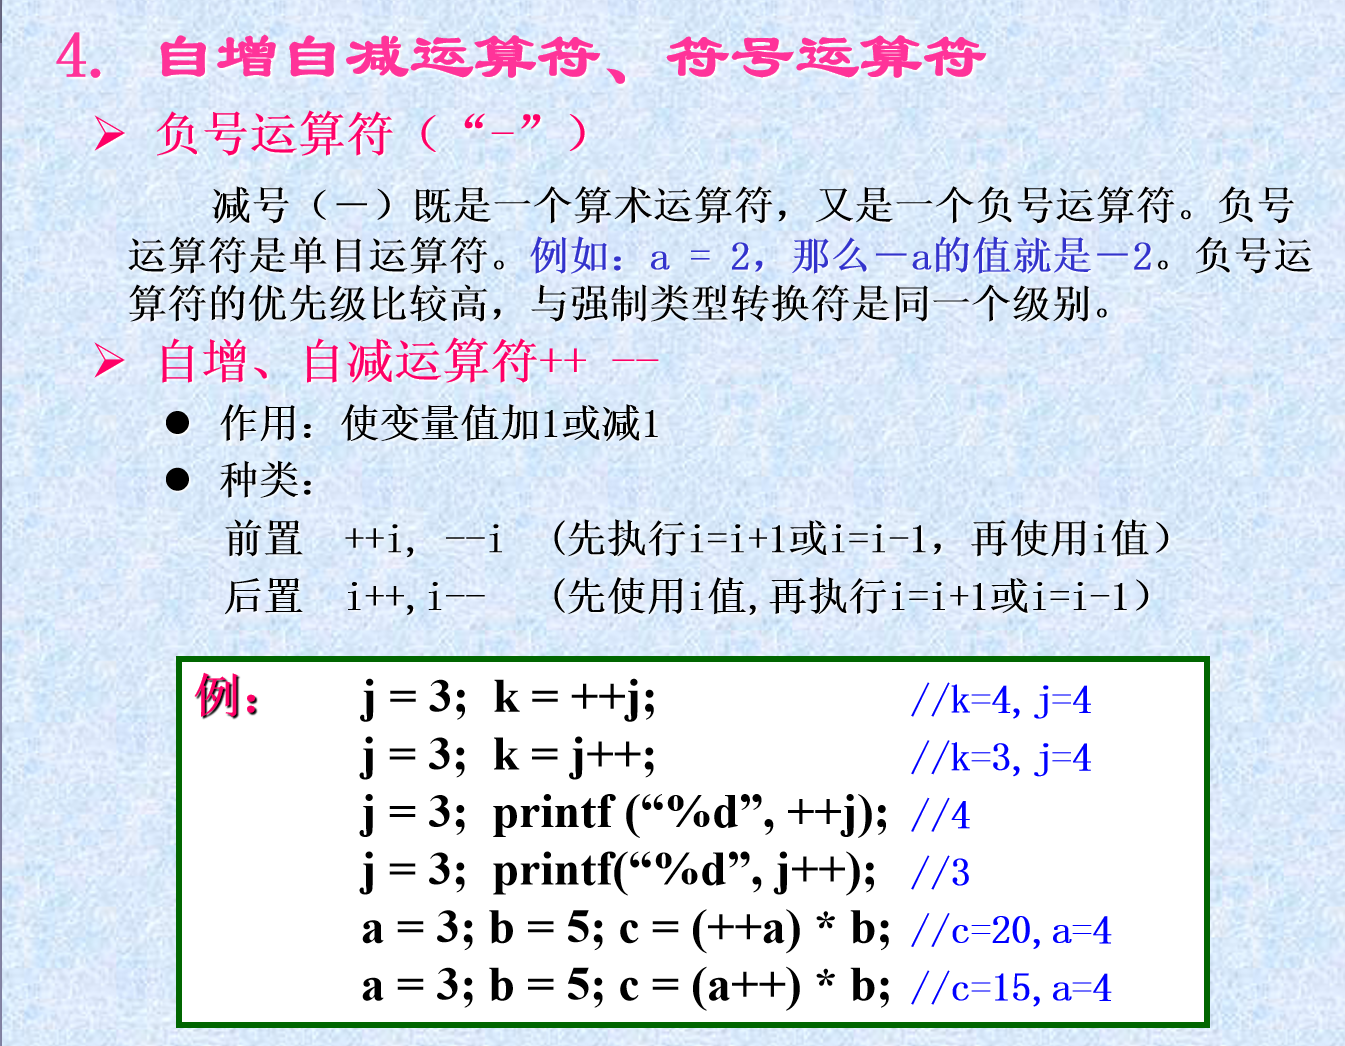 4. 自增自减运算符、符号运算符
负号运算符（“-”）
减号（－）既是一个算术运算符，又是一个负号运算符。负号
运算符是单目运算符。例如：a = 2，那么－a的值就是－2。负号运
算符的优先级比较高，与强制类型转换符是同一个级别。
自增、自减运算符++ --
作用：使变量值加1或减1
种类：
前置 ++i, --i (先执行i=i+1或i=i-1，再使用i值）
后置 i++,i-- (先使用i值,再执行i=i+1或i=i-1）
例： j = 3; k = ++j; //k=4,j=4
j = 3; k = j++; //k=3,j=4
j = 3; printf (“%d”, ++j); //4
j = 3; printf(“%d”, j++); //3
a = 3; b = 5; c = (++a) * b; //c=20,a=4
a = 3; b = 5; c = (a++) * b; //c=15,a=4